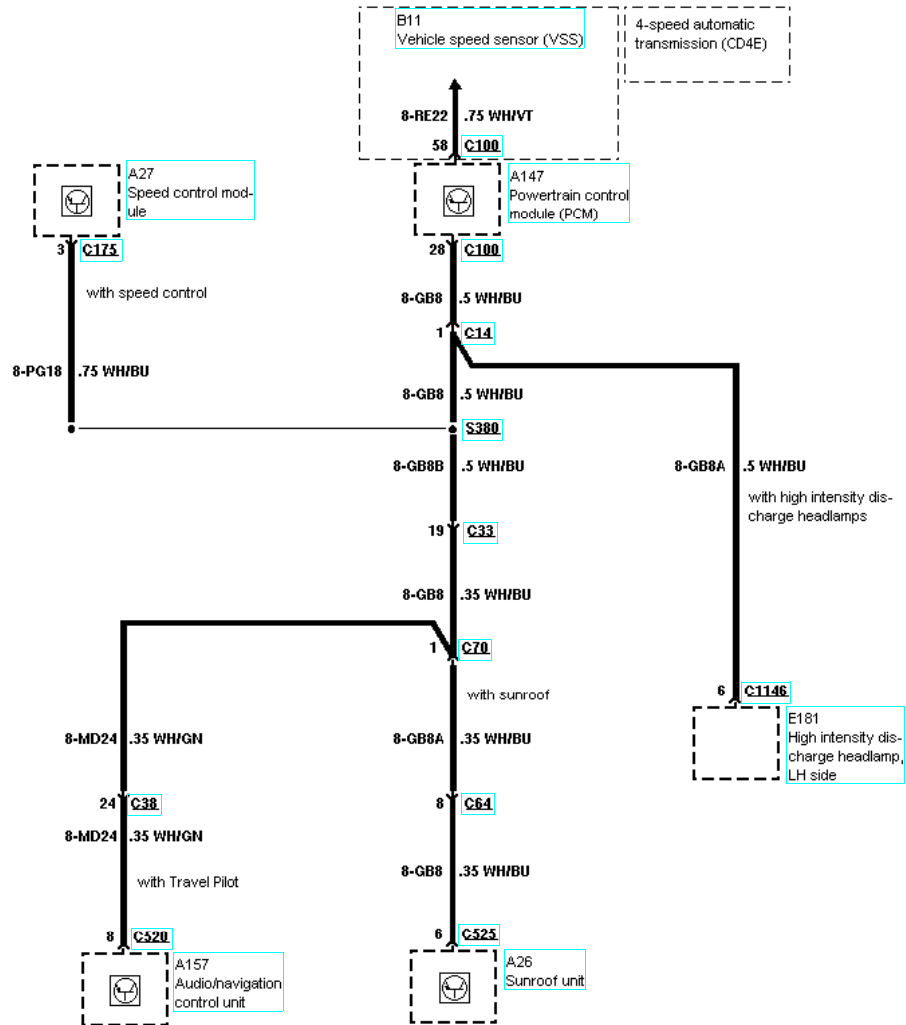 B11
Vehicle speed sensor (VSS)
4-speed automatic
transmission (CD4E)
8-RE22 .75 WH/VT
58 C100
A27
Speed control mod-
ule
A147
Powertrain control
module (PCM)
3 C175
28 C100
with speed control
8-GB8 .5 WH/BU
1 C14
8-PG18 .75 WH/BU
8-GB8 .5 WH/BU
S380
8-GB8B .5 WH/BU
8-GB8A .5 WH/BU
with high intensity dis-
charge headlamps
19 C33
8-GB8 .35 WH/BU
1 C70
with sunroof
6 C1146
E181
High intensity dis-
charge headlamp,
LH side
8-MD24 .35 WH/GN
8-GB8A .35 WH/BU
24 C38
8 C64
8-MD24 .35 WH/GN
8-GB8 .35 WH/BU
with Travel Pilot
8 C520
6 C525
A157
Audio/navigation
control unit
A26
Sunroof unit